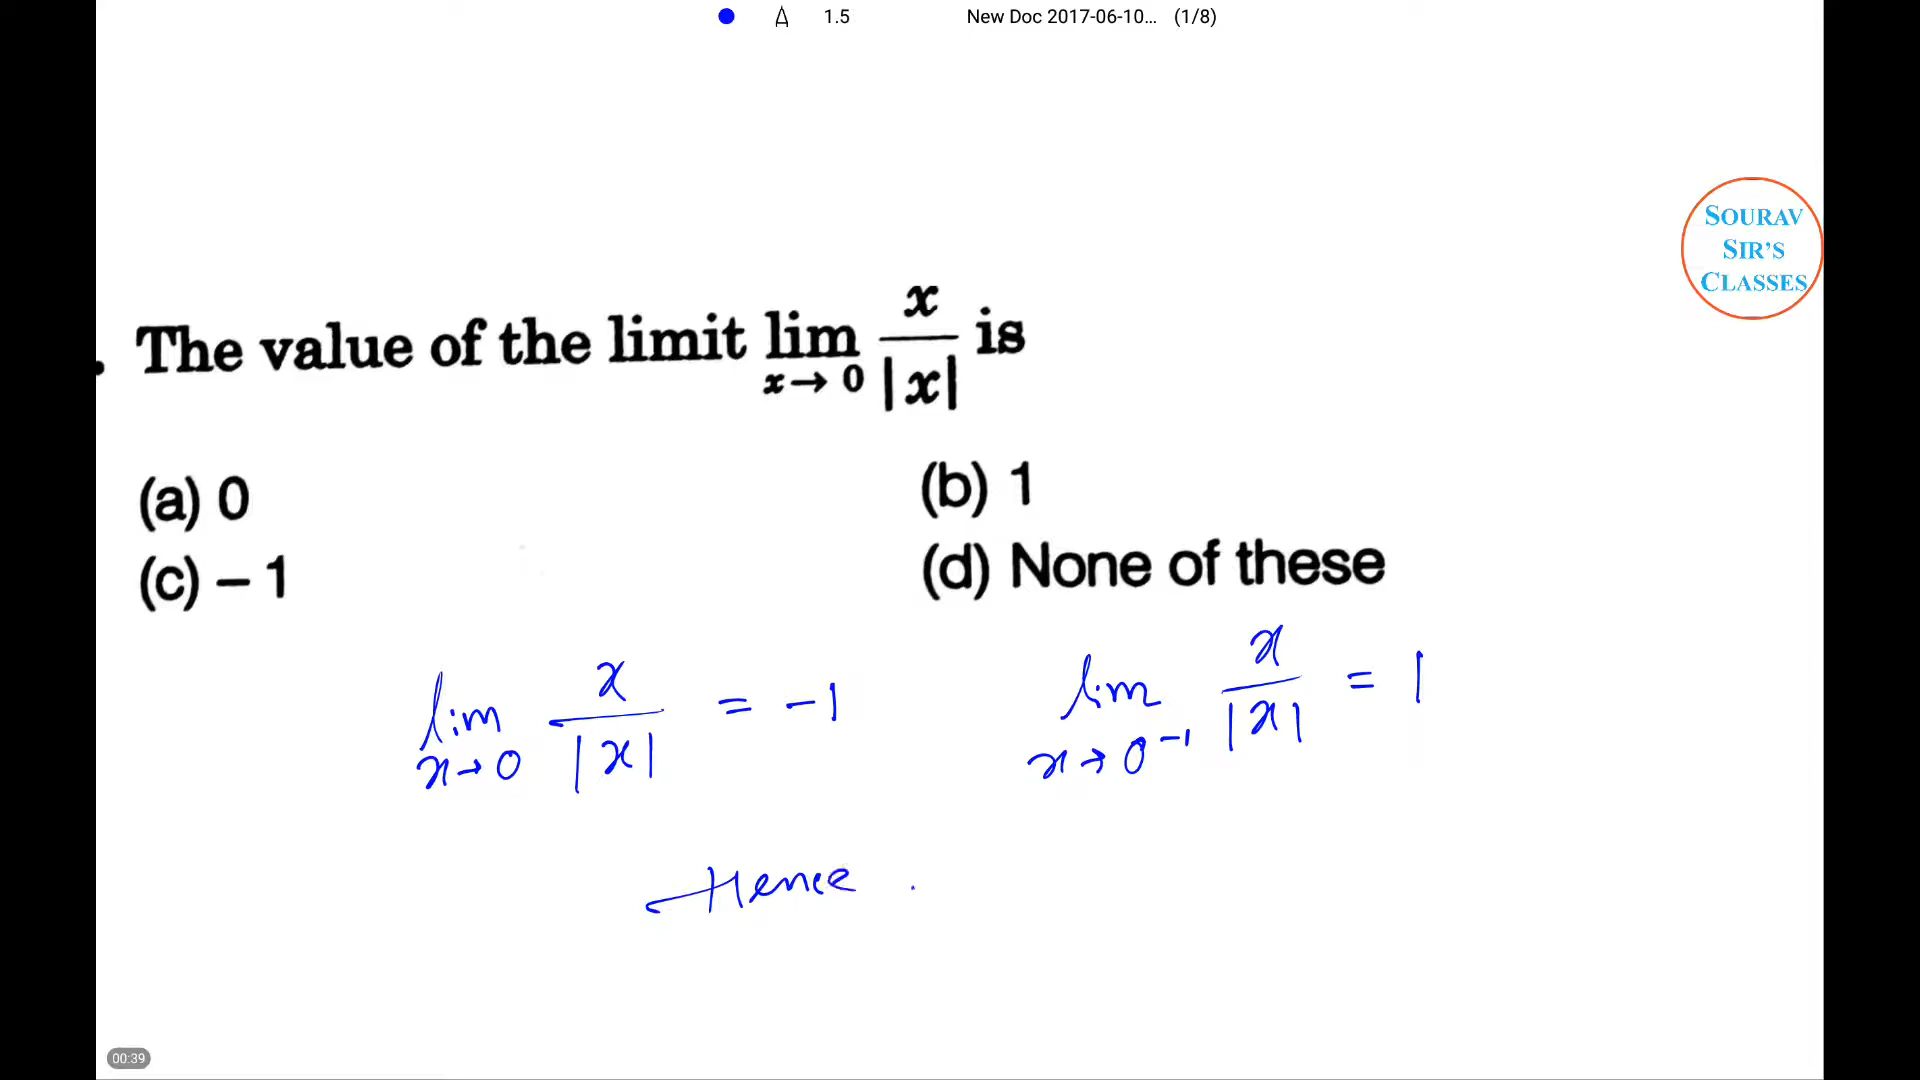 1.5 New Doc 2017-06-10... (1/8)
SOURAV
SIR'S
CLASSES
. The value of the limit lim x→0 x/|x| is
(a) 0 (b) 1
(c) – 1 (d) None of these
lim x→0 x/|x| = -1 lim x→0⁻¹ x/|x| = 1
Hence .
00:39